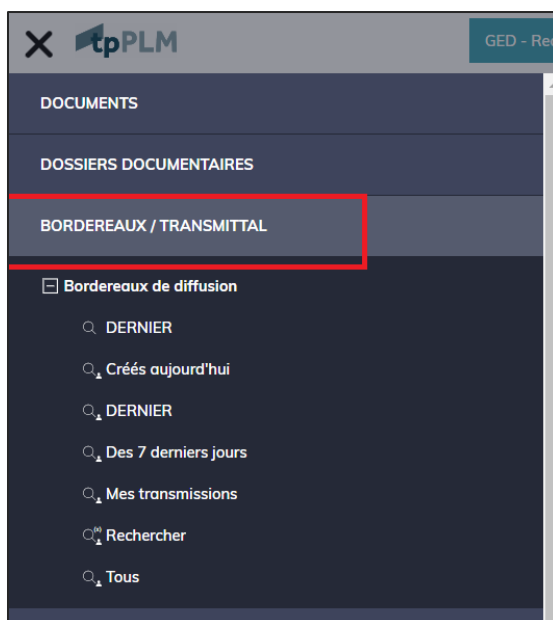 tpPLM
GED - Rec
DOCUMENTS
DOSSIERS DOCUMENTAIRES
BORDEREAUX / TRANSMITTAL
Bordereaux de diffusion
DERNIER
Créés aujourd'hui
DERNIER
Des 7 derniers jours
Mes transmissions
Rechercher
Tous